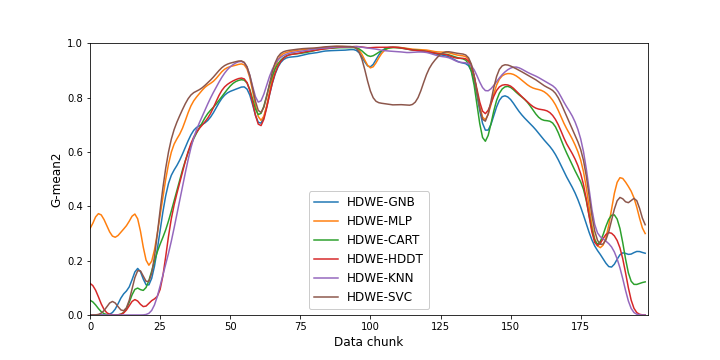 1.0
0.8
0.6
0.4
0.2
0.0
G-mean2
HDWE-GNB
HDWE-MLP
HDWE-CART
HDWE-HDDT
HDWE-KNN
HDWE-SVC
0 25 50 75 100 125 150 175
Data chunk